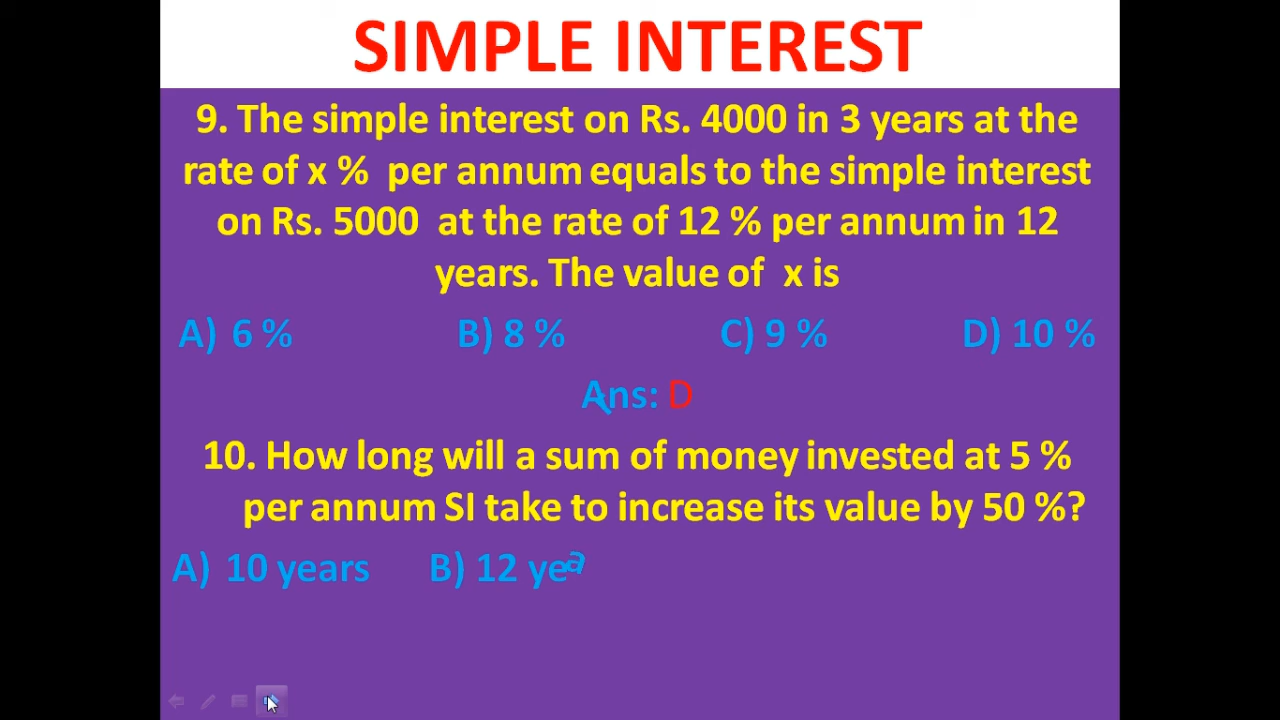 SIMPLE INTEREST
9. The simple interest on Rs. 4000 in 3 years at the
rate of x % per annum equals to the simple interest
on Rs. 5000 at the rate of 12 % per annum in 12
years. The value of x is
A) 6 % B) 8 % C) 9 % D) 10 %
Ans: D
10. How long will a sum of money invested at 5 %
per annum SI take to increase its value by 50 %?
A) 10 years B) 12 yea